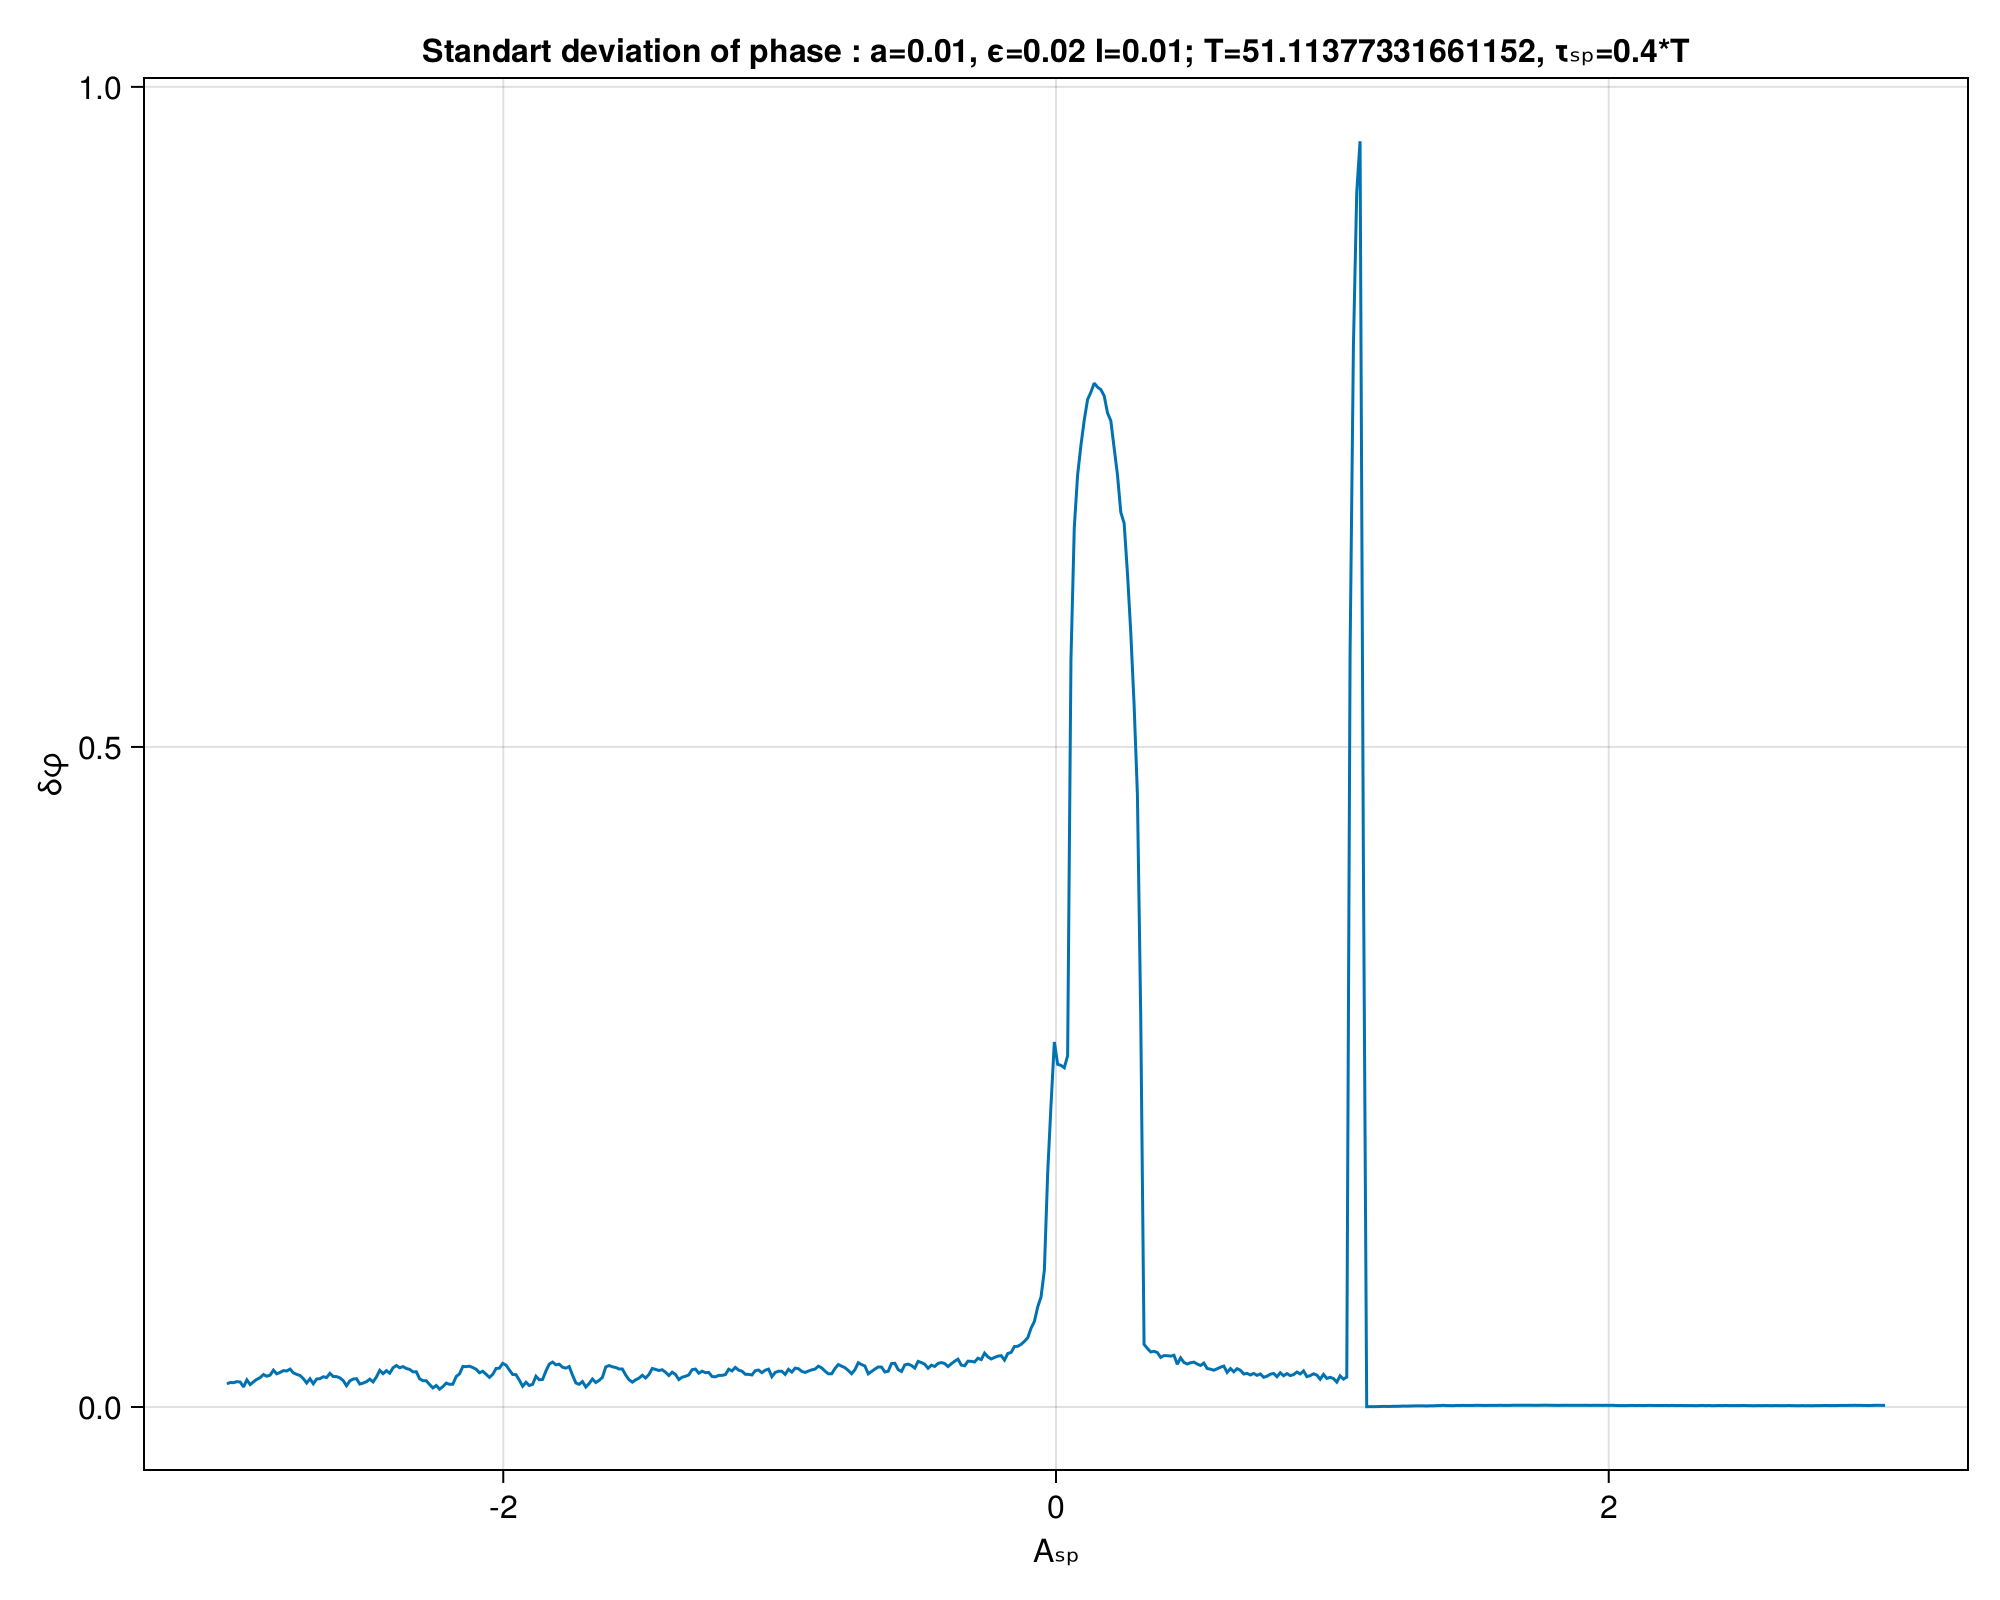 Standart deviation of phase : a=0.01, ϵ=0.02 I=0.01; T=51.11377331661152, τₛₚ=0.4*T
1.0
0.5
0.0
δφ
-2 0 2
Aₛₚ